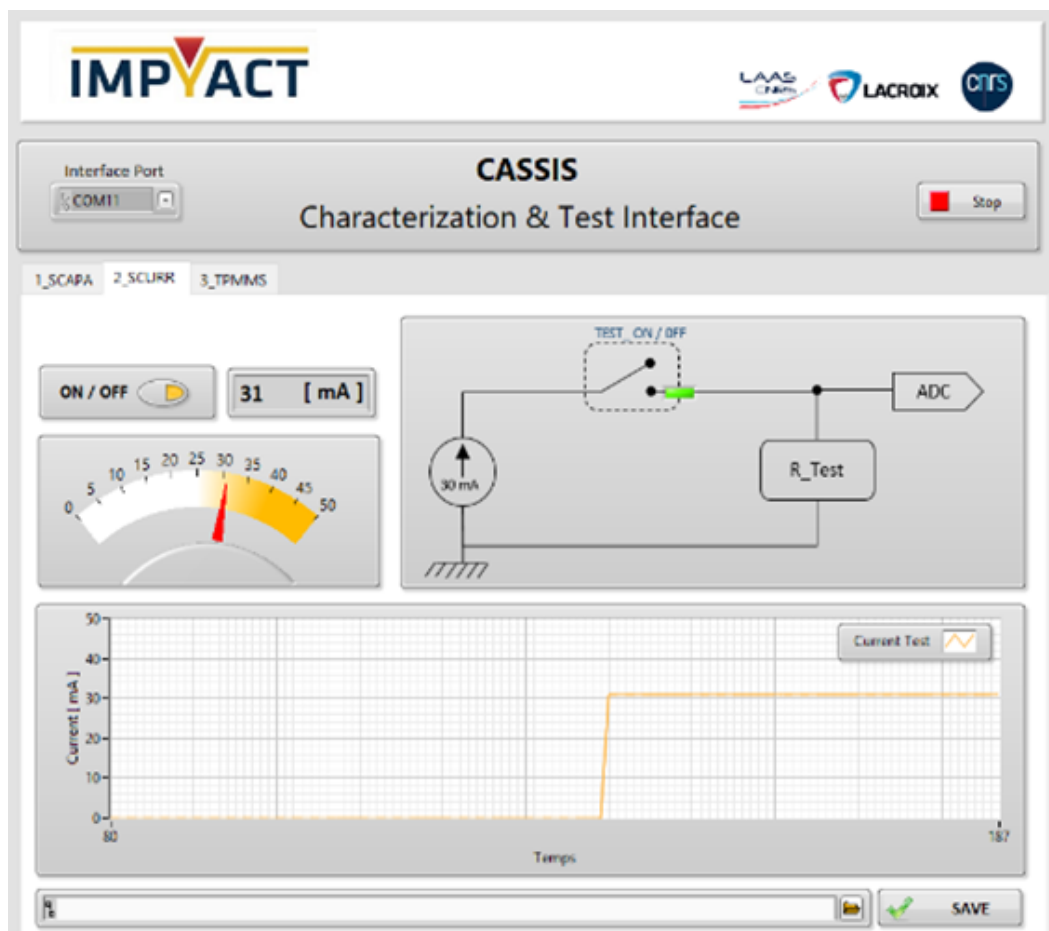 IMPACT
LAAS
CNRS
LACROIX
cnrs
Interface Port
COM11
CASSIS
Characterization & Test Interface
Stop
1_SCAPA 2_SCURR 3_TPMMS
ON / OFF
31 [ mA ]
0 5 10 15 20 25 30 35 40 45 50
TEST_ON / OFF
30 mA
R_Test
ADC
Current [ mA ]
50
40
30
20
10
0
80
187
Temps
Current Test
SAVE